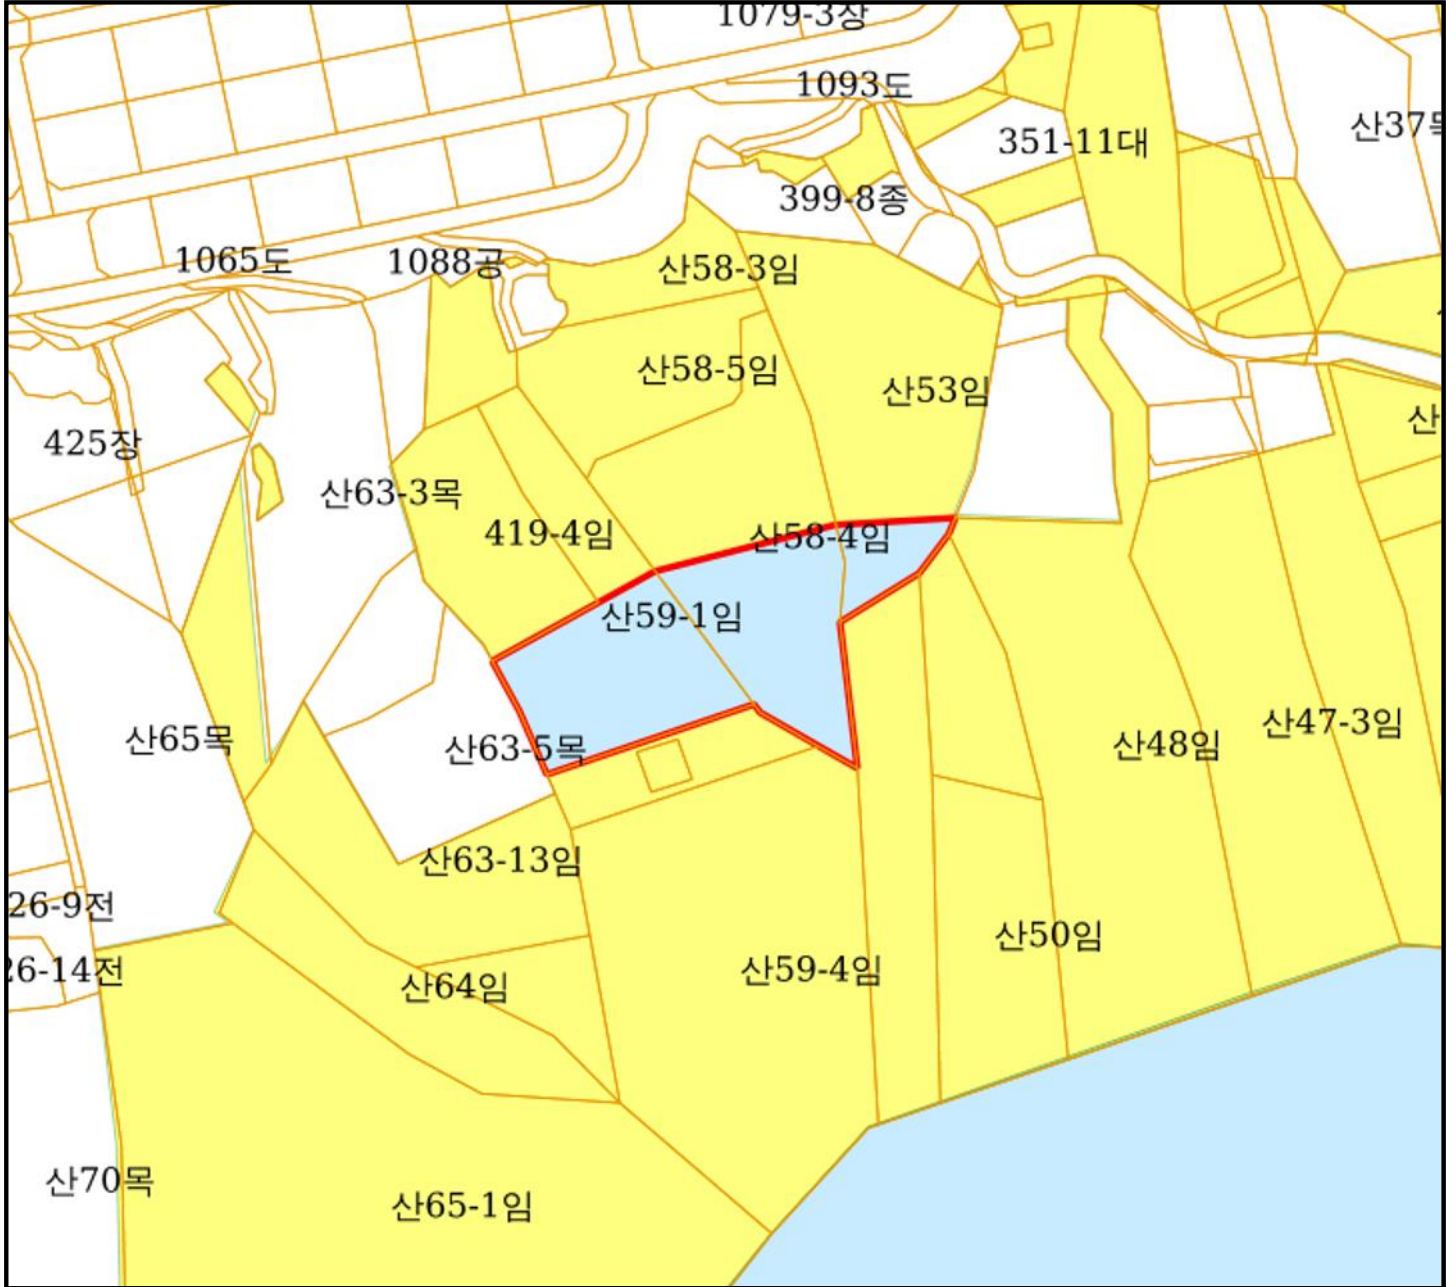 1079-3장
1093도
산37목
351-11대
399-8종
1065도
1088공
산58-3임
산58-5임
산53임
산
425장
산63-3목
419-4임
산58-4임
산59-1임
산65목
산63-5목
산48임
산47-3임
산63-13임
26-9전
산50임
26-14전
산64임
산59-4임
산70목
산65-1임